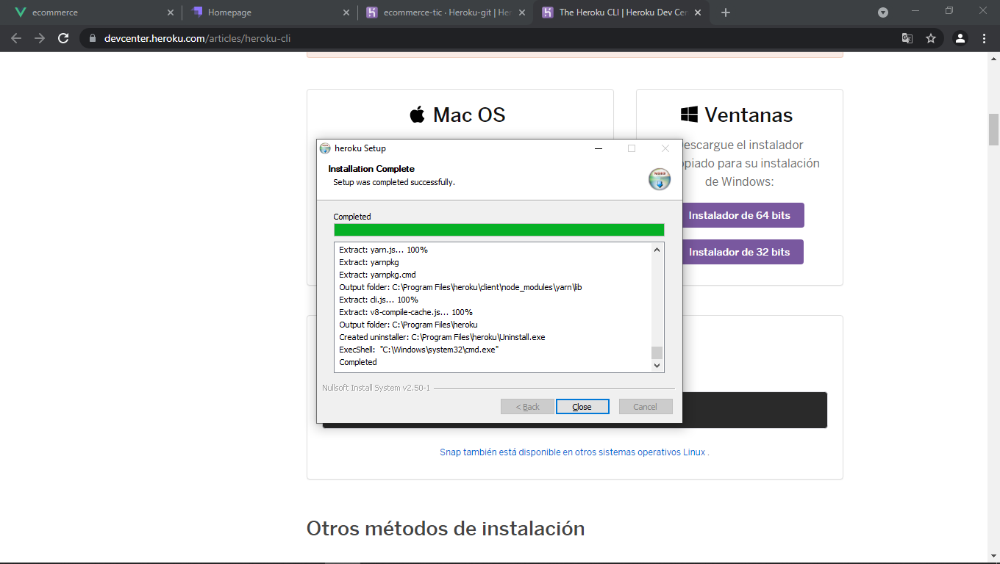 ecommerce
Homepage
ecommerce-tic · Heroku-git | Her
The Heroku CLI | Heroku Dev Cen
devcenter.heroku.com/articles/heroku-cli
Mac OS
Ventanas
escargue el instalador
opiado para su instalación
de Windows:
Instalador de 64 bits
Instalador de 32 bits
heroku Setup
Installation Complete
Setup was completed successfully.
Completed
Extract: yarn.js... 100%
Extract: yarnpkg
Extract: yarnpkg.cmd
Output folder: C:\Program Files\heroku\client\node_modules\yarn\lib
Extract: cli.js... 100%
Extract: v8-compile-cache.js... 100%
Output folder: C:\Program Files\heroku
Created uninstaller: C:\Program Files\heroku\Uninstall.exe
ExecShell: "C:\Windows\system32\cmd.exe"
Completed
Nullsoft Install System v2.50-1
< Back
Close
Cancel
Snap también está disponible en otros sistemas operativos Linux .
Otros métodos de instalación